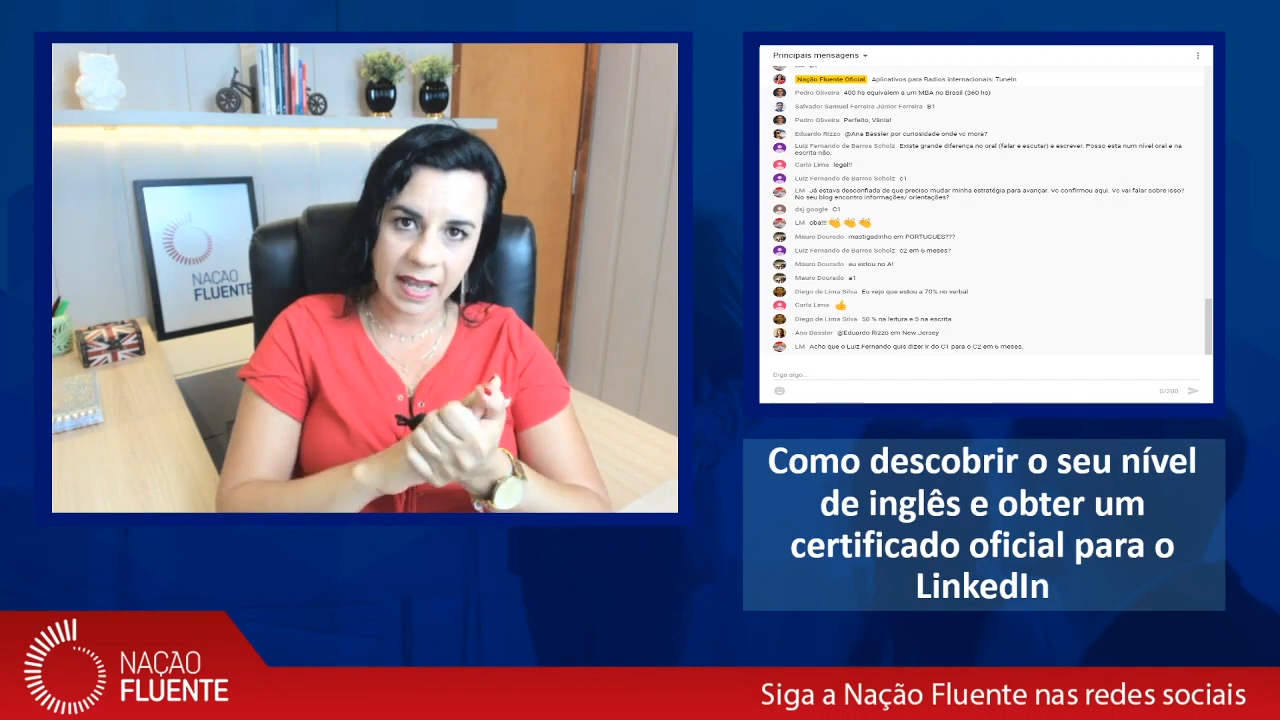 NAÇÃO
FLUENTE
Principais mensagens
Nação Fluente Oficial Aplicativos para Radios internacionais: TuneIn
Pedro Oliveira 400 hs equivalem a um MBA no Brasil (360 hs)
Salvador Samuel Ferreira Júnior Ferreira B1
Pedro Oliveira Perfeito, Vânia!
Eduardo Rizzo @Ana Bassler por curiosidade onde vc mora?
Luiz Fernando de Barros Scholz Existe grande diferença no oral (falar e escutar) e escrever. Posso esta num nível oral e na
escrita não,
Carla Lima legal!!
Luiz Fernando de Barros Scholz c1
LM Já estava desconfiada de que preciso mudar minha estratégia para avançar. Vc confirmou aqui. Vc vai falar sobre isso?
No seu blog encontro informações/ orientações?
dsj google C1
LM oba!!! 👏 👏 👏
Mauro Dourado mastigadinho em PORTUGUES???
Luiz Fernando de Barros Scholz c2 em 6 meses?
Mauro Dourado eu estou no A!
Mauro Dourado a1
Diego de Lima Silva Eu vejo que estou a 70% no verbal
Carla Lima 👍
Diego de Lima Silva 50 % na leitura e 5 na escrita
Ana Bassler @Eduardo Rizzo em New Jersey
LM Acho que o Luiz Fernando quis dizer ir do C1 para o C2 em 6 meses.
Digo algo...
0/200
Como descobrir o seu nível
de inglês e obter um
certificado oficial para o
LinkedIn
NAÇÃO
FLUENTE
Siga a Nação Fluente nas redes sociais